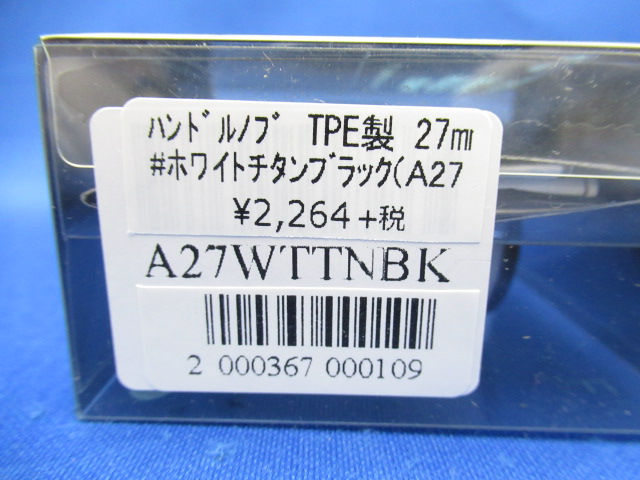 ﾊﾝﾄﾞﾙﾉﾌﾞ TPE製 27m
#ﾎﾜｲﾄﾁﾀﾝﾌﾞﾗｯｸ(A27
¥2,264+税
A27WTTNBK
2 000367 000109